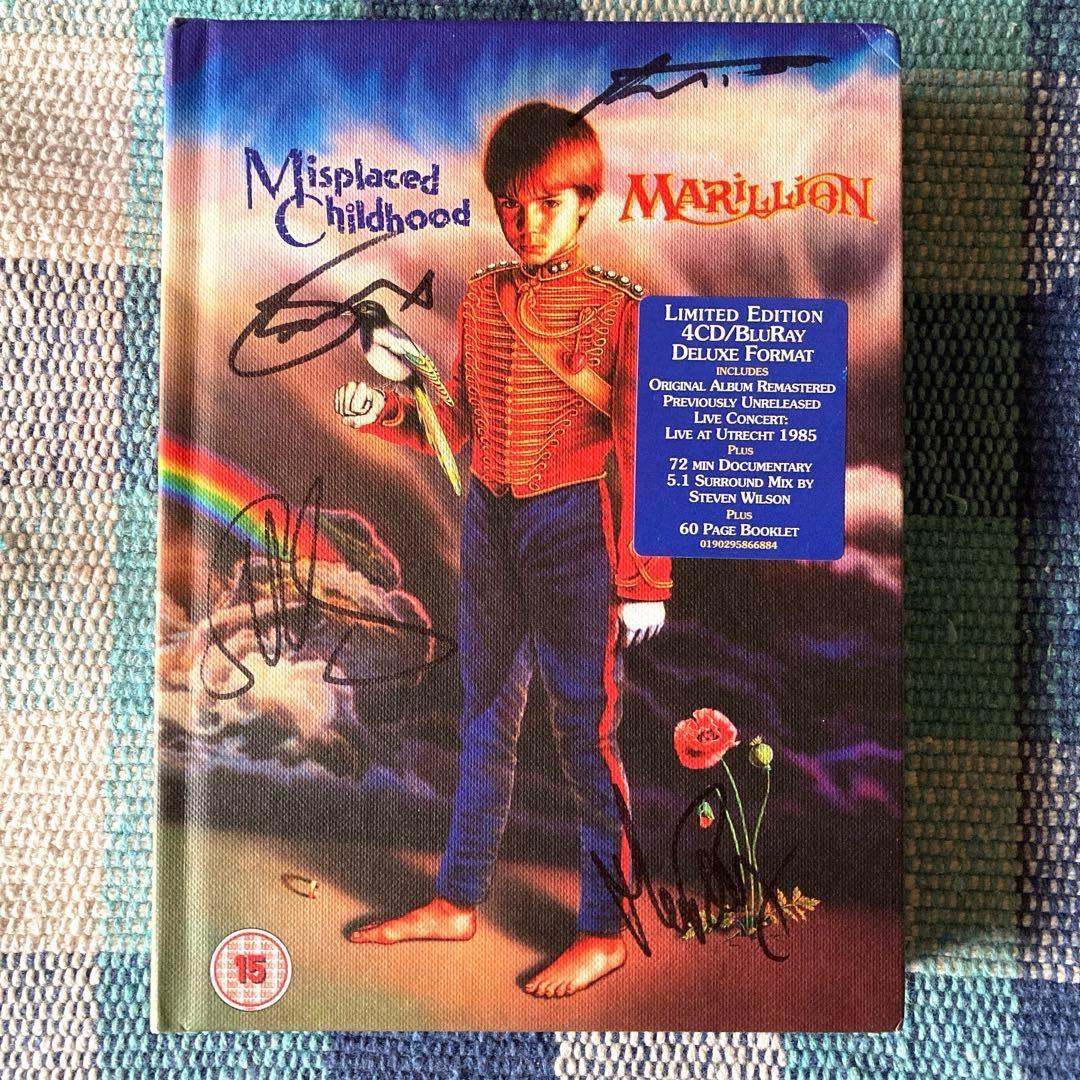 Misplaced
Childhood
MARILLION
LIMITED EDITION
4CD/BLURAY
DELUXE FORMAT
INCLUDES
ORIGINAL ALBUM REMASTERED
PREVIOUSLY UNRELEASED
LIVE CONCERT:
LIVE AT UTRECHT 1985
PLUS
72 MIN DOCUMENTARY
5.1 SURROUND MIX BY
STEVEN WILSON
PLUS
60 PAGE BOOKLET
0190295866884
15